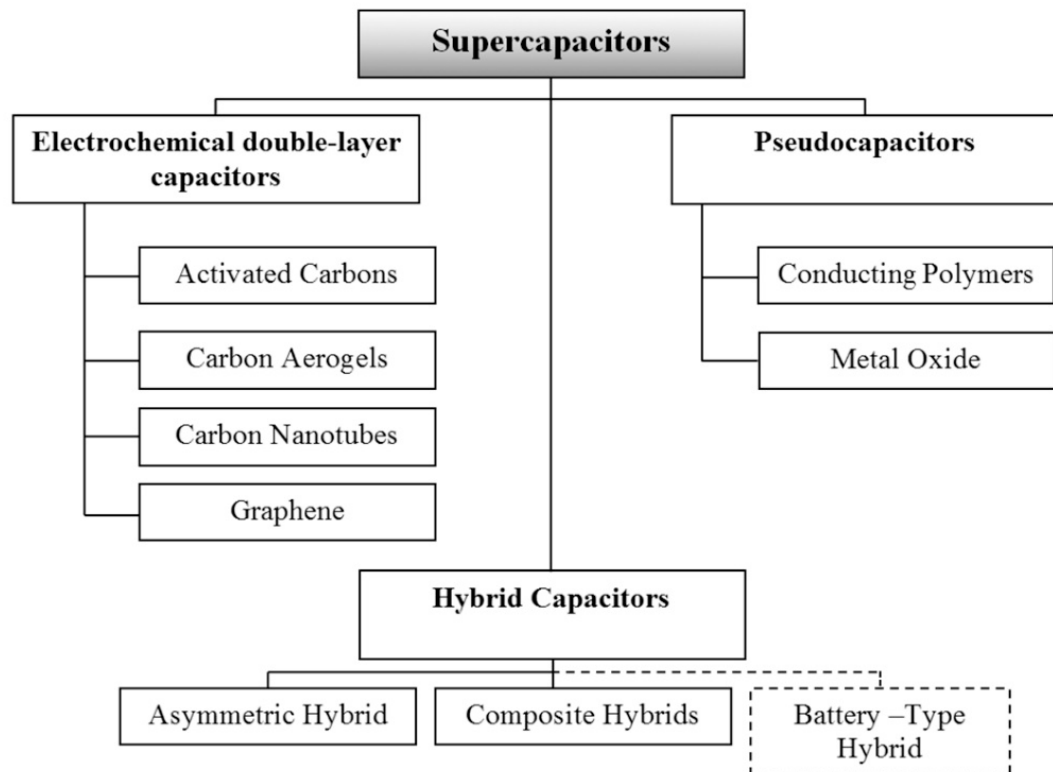 Supercapacitors
Electrochemical double-layer
capacitors
Pseudocapacitors
Activated Carbons
Carbon Aerogels
Carbon Nanotubes
Graphene
Conducting Polymers
Metal Oxide
Hybrid Capacitors
Asymmetric Hybrid
Composite Hybrids
Battery –Type
Hybrid